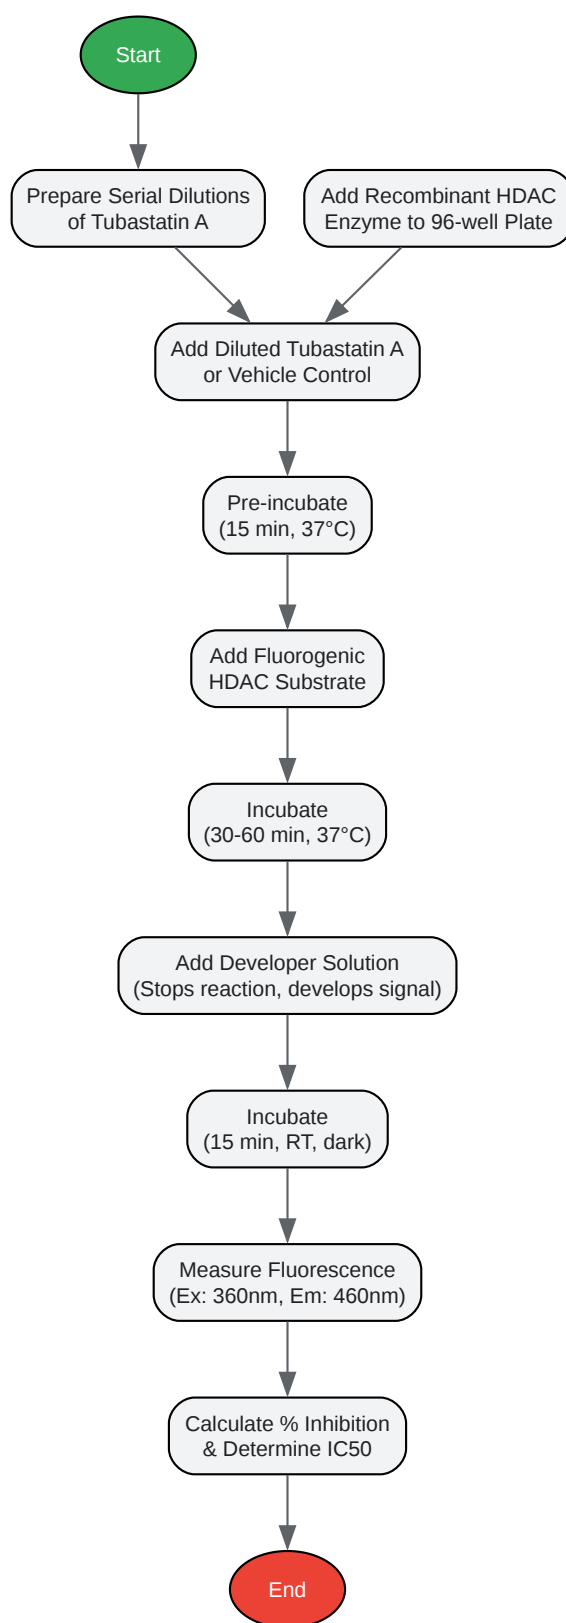 Start
Prepare Serial Dilutions
of Tubastatin A
Add Recombinant HDAC
Enzyme to 96-well Plate
Add Diluted Tubastatin A
or Vehicle Control
Pre-incubate
(15 min, 37°C)
Add Fluorogenic
HDAC Substrate
Incubate
(30-60 min, 37°C)
Add Developer Solution
(Stops reaction, develops signal)
Incubate
(15 min, RT, dark)
Measure Fluorescence
(Ex: 360nm, Em: 460nm)
Calculate % Inhibition
& Determine IC50
End